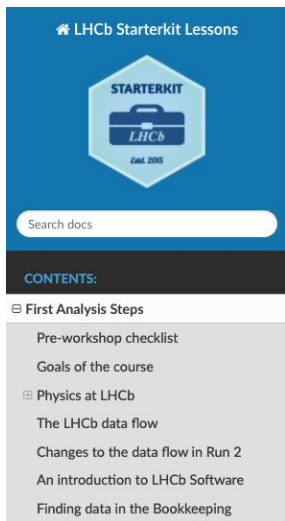 LHCb Starterkit Lessons
STARTERKIT
LHCb
Estd. 2015
Search docs
CONTENTS:
First Analysis Steps
Pre-workshop checklist
Goals of the course
Physics at LHCb
The LHCb data flow
Changes to the data flow in Run 2
An introduction to LHCb Software
Finding data in the Bookkeeping